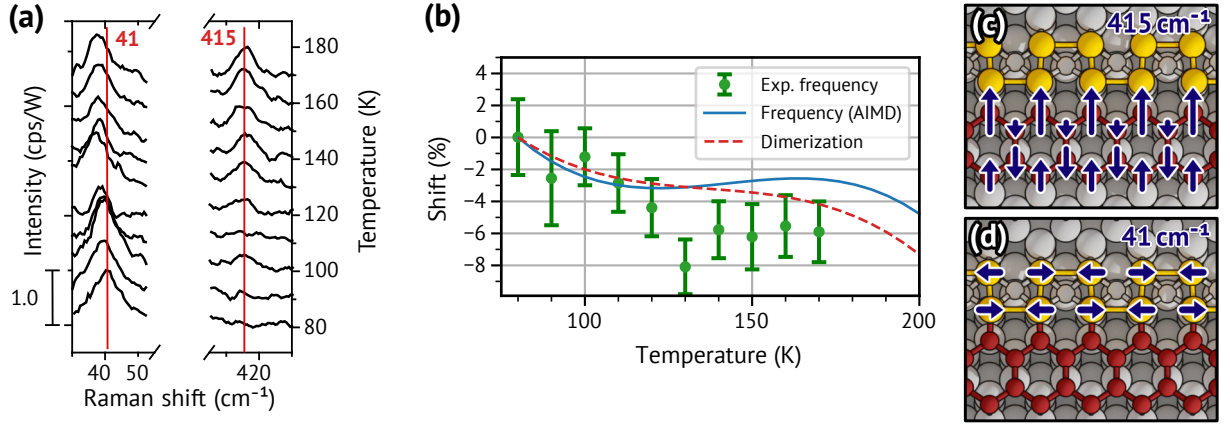 (a)
41
415
Intensity (cps/W)
1.0
180
160
140
120
100
80
Temperature (K)
40 50
420
Raman shift (cm⁻¹)
(b)
4
2
0
−2
−4
−6
−8
Shift (%)
Exp. frequency
Frequency (AIMD)
Dimerization
100 150 200
Temperature (K)
(c) 415 cm⁻¹
(d) 41 cm⁻¹